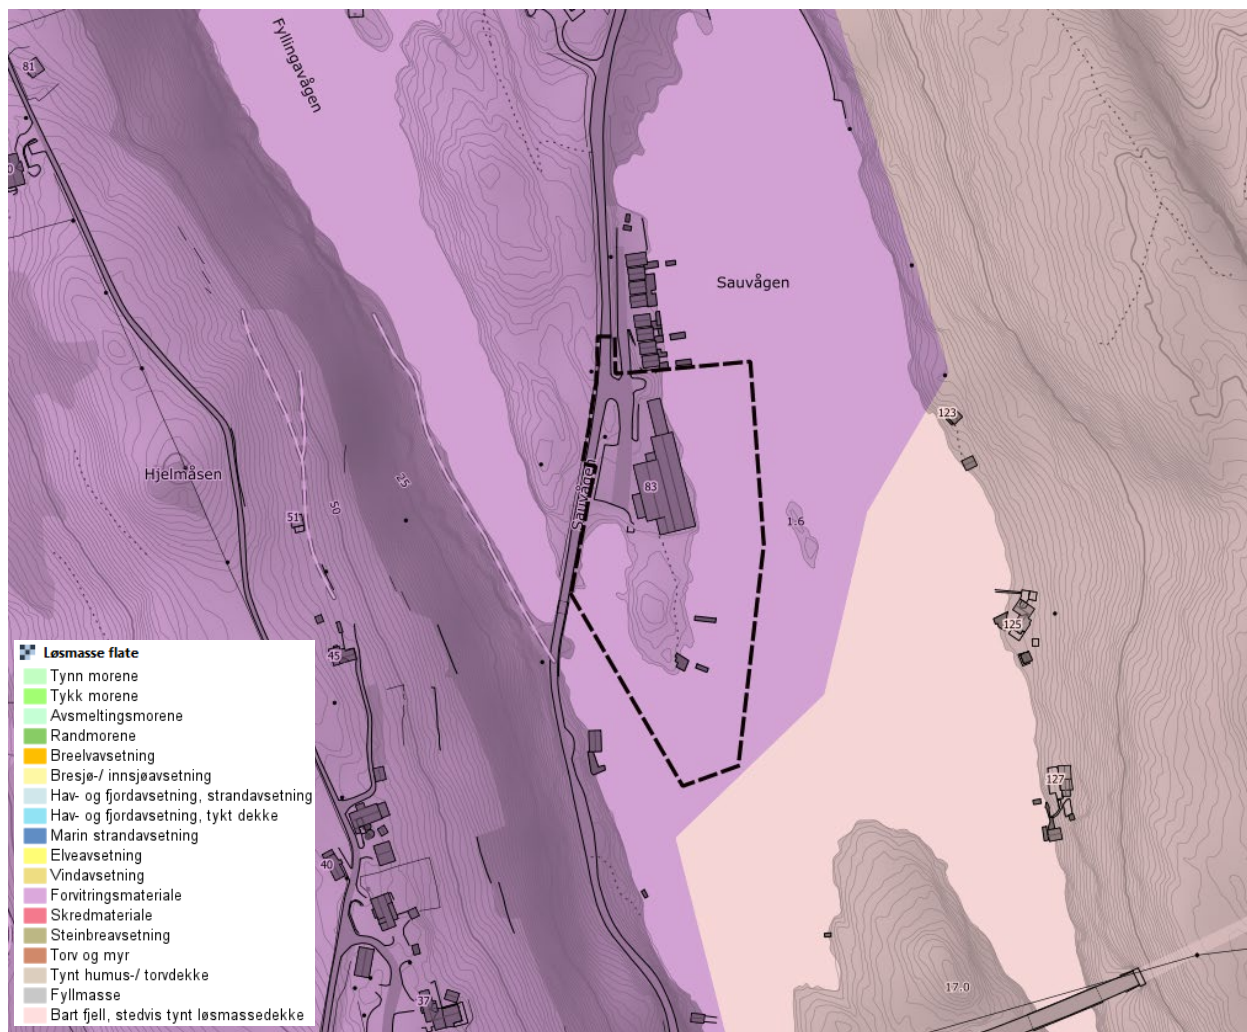 Fyllingavågen
81
0
Sauvågen
Hjelmåsen
25
50
51
83
Sauvågen
1.6
123
125
127
45
40
37
17.0
Løsmasse flate
Tynn morene
Tykk morene
Avsmeltingsmorene
Randmorene
Breelvavsetning
Bresjø-/ innsjøavsetning
Hav- og fjordavsetning, strandavsetning
Hav- og fjordavsetning, tykt dekke
Marin strandavsetning
Elveavsetning
Vindavsetning
Forvitringsmateriale
Skredmateriale
Steinbreavsetning
Torv og myr
Tynt humus-/ torvdekke
Fyllmasse
Bart fjell, stedvis tynt løsmassedekke